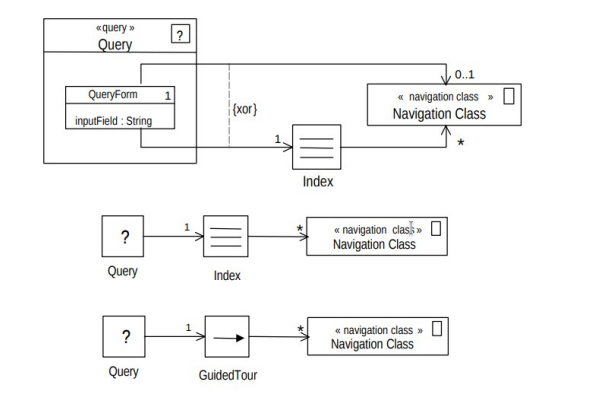 «query »
?
Query
QueryForm 1
inputField : String
{xor}
0..1
« navigation class »
Navigation Class
1
*
Index
?
1
*
« navigation class »
Navigation Class
Query
Index
?
1
*
« navigation class »
Navigation Class
Query
GuidedTour